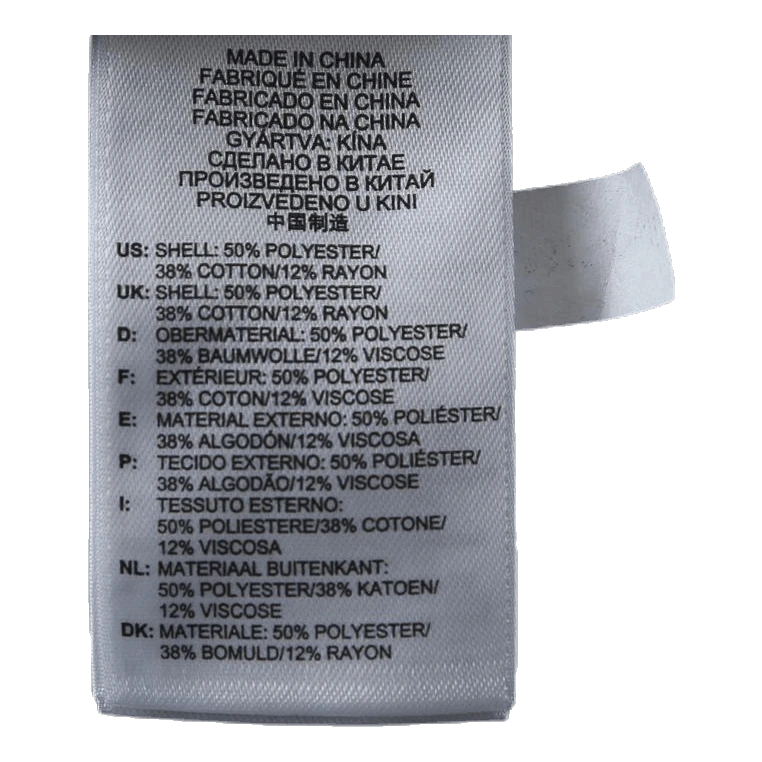 MADE IN CHINA
FABRIQUÉ EN CHINE
FABRICADO EN CHINA
FABRICADO NA CHINA
GYÁRTVA: KÍNA
СДЕЛАНО В КИТАЕ
ПРОИЗВЕДЕНО В КИТАЙ
PROIZVEDENO U KINI
中国制造
US: SHELL: 50% POLYESTER/
38% COTTON/12% RAYON
UK: SHELL: 50% POLYESTER/
38% COTTON/12% RAYON
D: OBERMATERIAL: 50% POLYESTER/
38% BAUMWOLLE/12% VISCOSE
F: EXTÉRIEUR: 50% POLYESTER/
38% COTON/12% VISCOSE
E: MATERIAL EXTERNO: 50% POLIÉSTER/
38% ALGODÓN/12% VISCOSA
P: TECIDO EXTERNO: 50% POLIÉSTER/
38% ALGODÃO/12% VISCOSE
I: TESSUTO ESTERNO:
50% POLIESTERE/38% COTONE/
12% VISCOSA
NL: MATERIAAL BUITENKANT:
50% POLYESTER/38% KATOEN/
12% VISCOSE
DK: MATERIALE: 50% POLYESTER/
38% BOMULD/12% RAYON